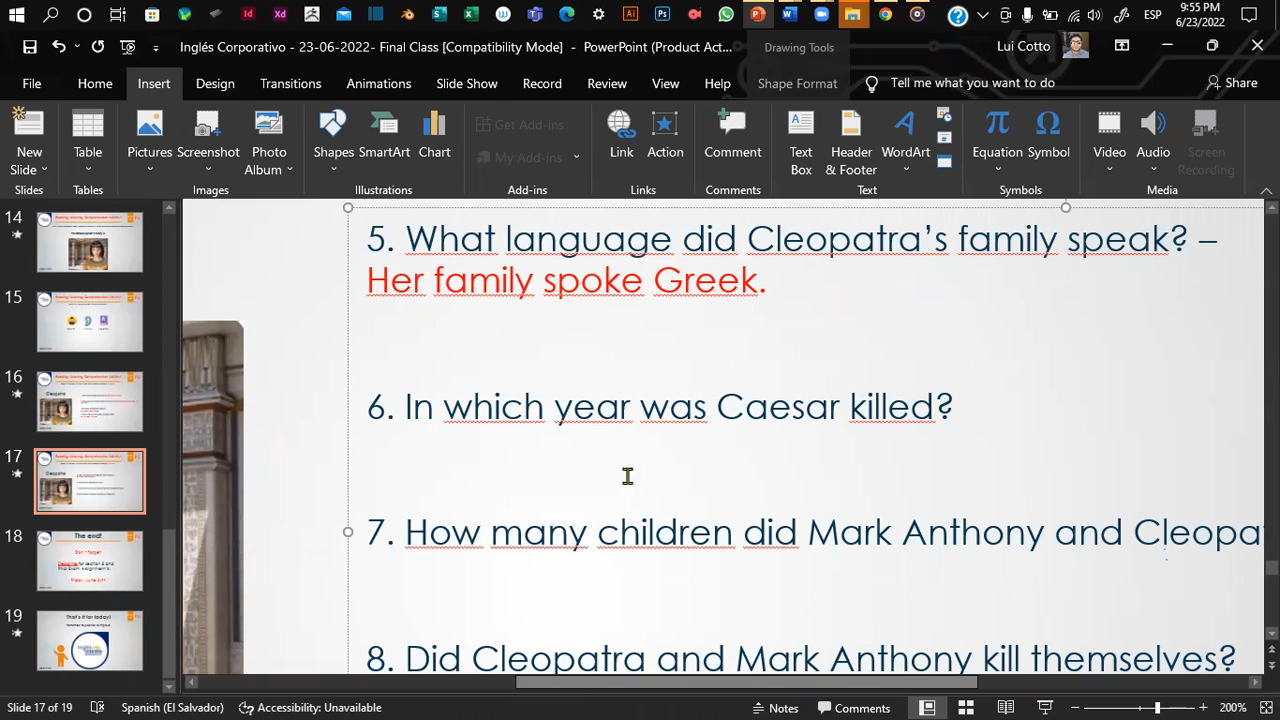 9:55 PM
ESP
6/23/2022
Inglés Corporativo - 23-06-2022- Final Class [Compatibility Mode] - PowerPoint (Product Act...
Drawing Tools
Lui Cotto
File
Home
Insert
Design
Transitions
Animations
Slide Show
Record
Review
View
Help
Shape Format
Tell me what you want to do
Share
New
Slide
Table
Pictures
Screenshot
Photo
Album
Shapes
SmartArt
Chart
Get Add-ins
My Add-ins
Link
Action
Comment
Text
Box
Header
& Footer
WordArt
Equation
Symbol
Video
Audio
Screen
Recording
Slides
Tables
Images
Illustrations
Add-ins
Links
Comments
Text
Symbols
Media
14
15
16
Cleopatra
17
Cleopatra
18
The end!
Don't forget
19
That's it for today!
5. What language did Cleopatra's family speak? –
Her family spoke Greek.
6. In which year was Caesar killed?
7. How many children did Mark Anthony and Cleopat
8. Did Cleopatra and Mark Anthony kill themselves?
Slide 17 of 19
Spanish (El Salvador)
Accessibility: Unavailable
Notes
Comments
200%